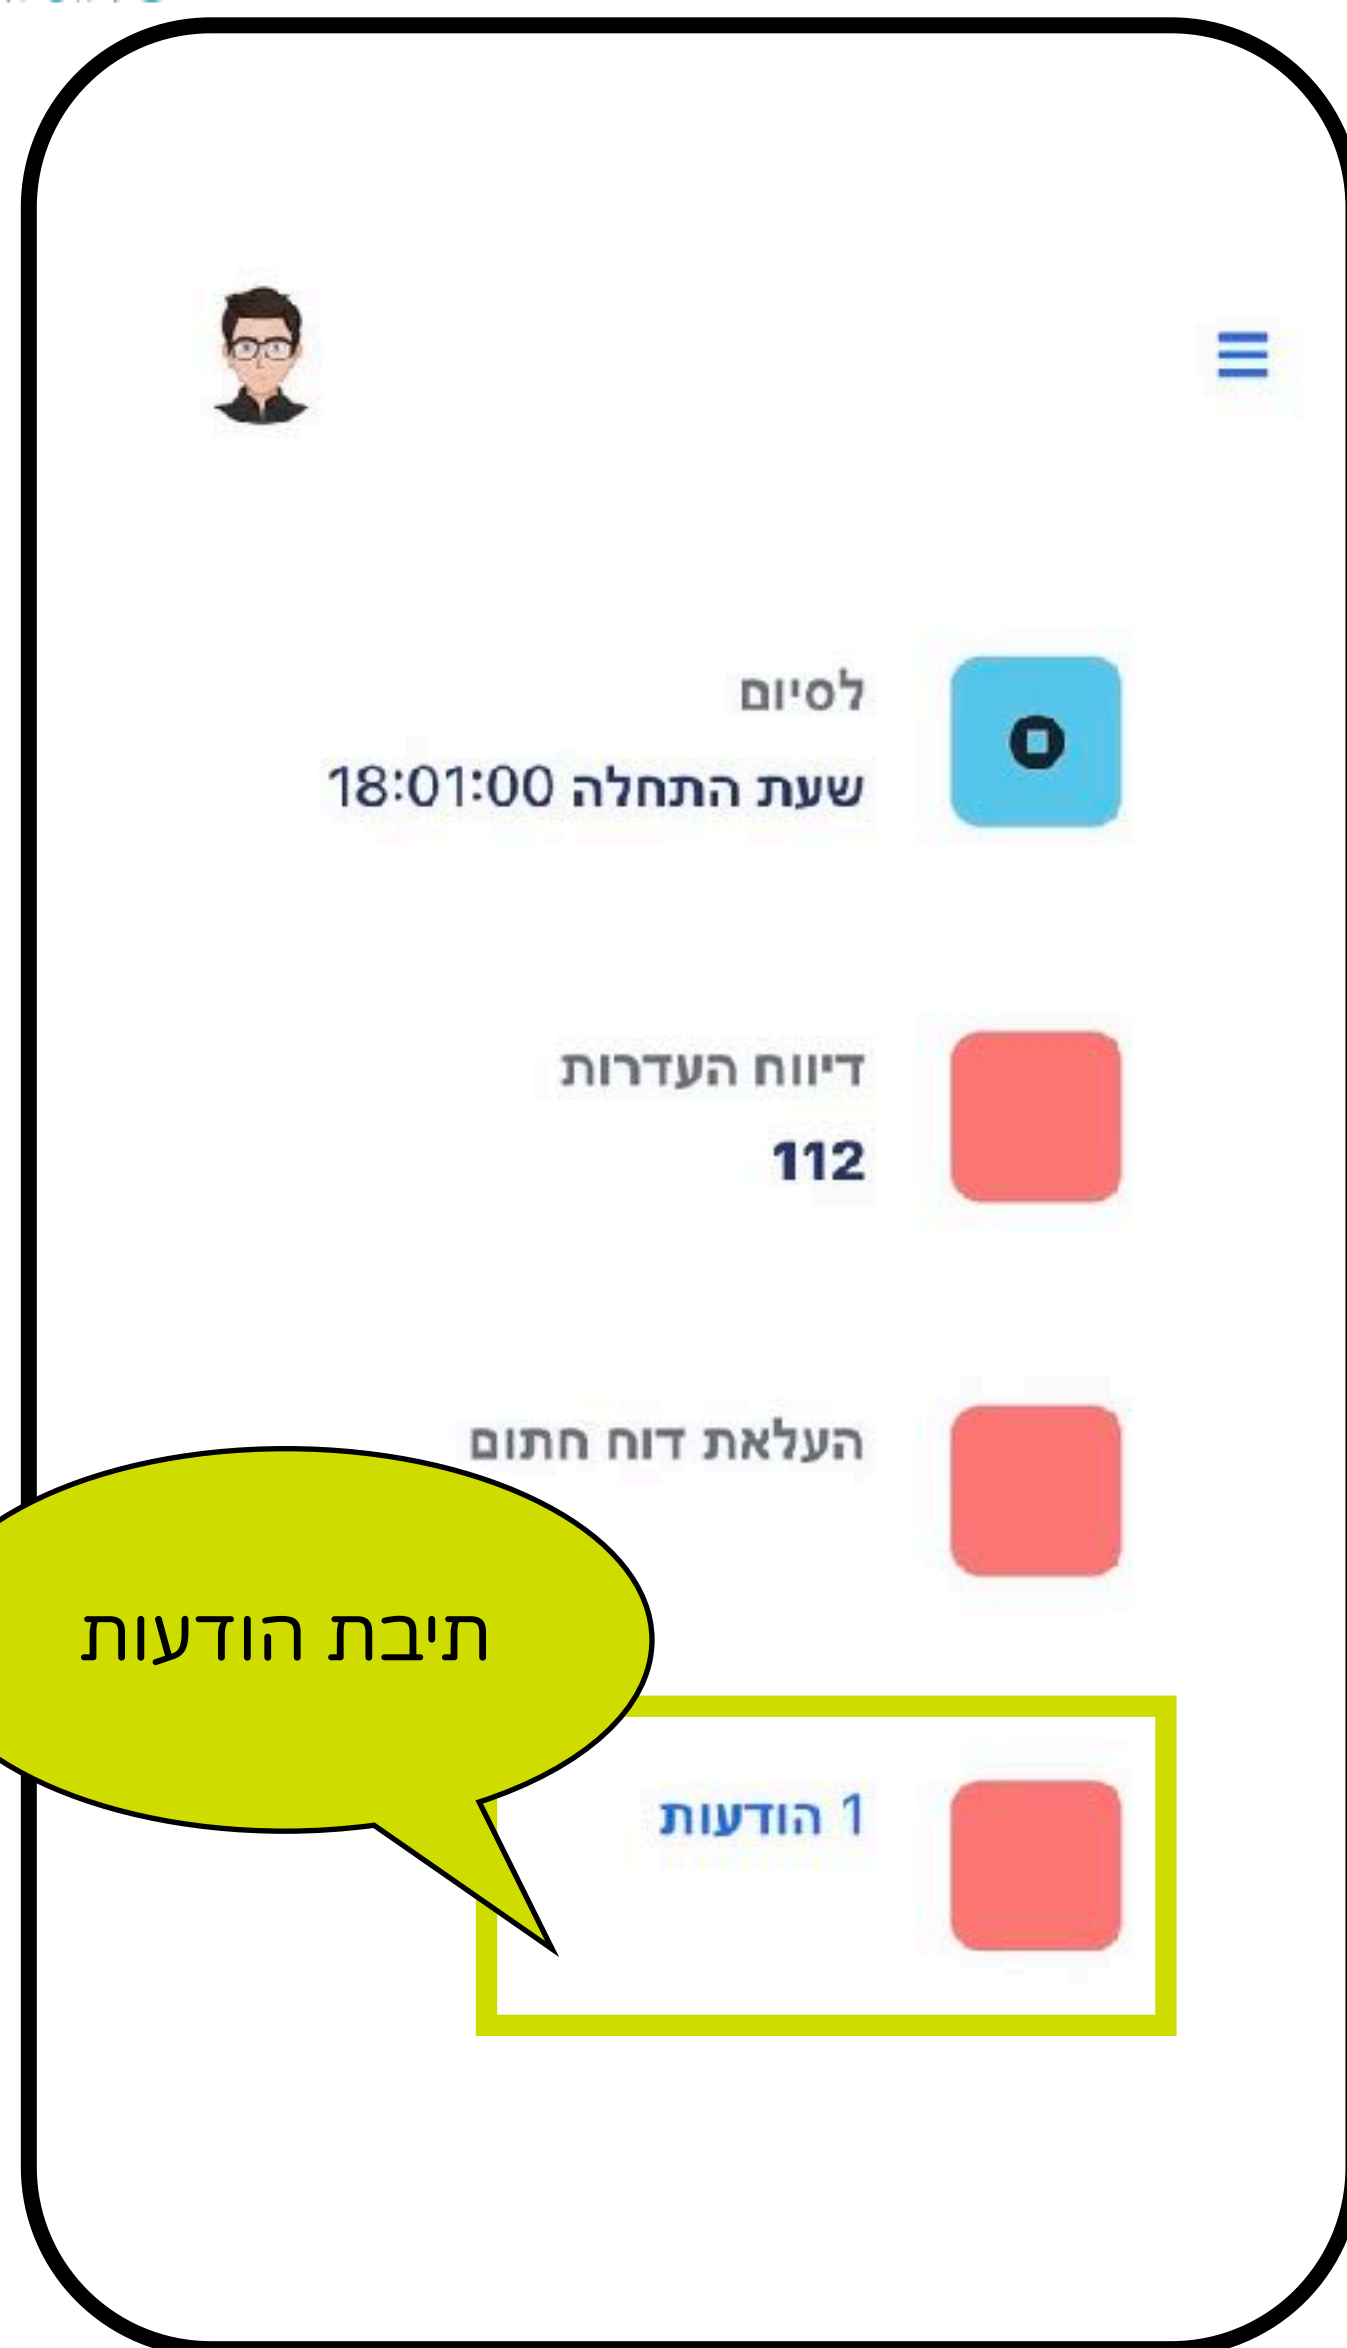 לסיום
שעת התחלה 18:01:00
דיווח העדרות
112
העלאת דוח חתום
תיבת הודעות
1 הודעות